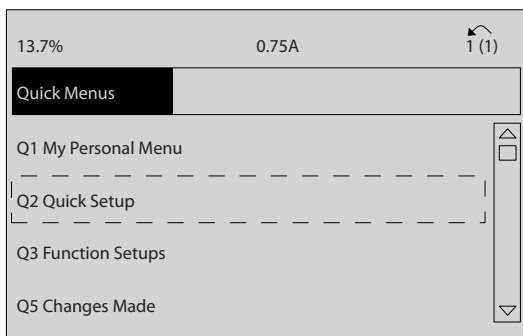 13.7% 0.75A 1 (1)
Quick Menus
Q1 My Personal Menu
Q2 Quick Setup
Q3 Function Setups
Q5 Changes Made